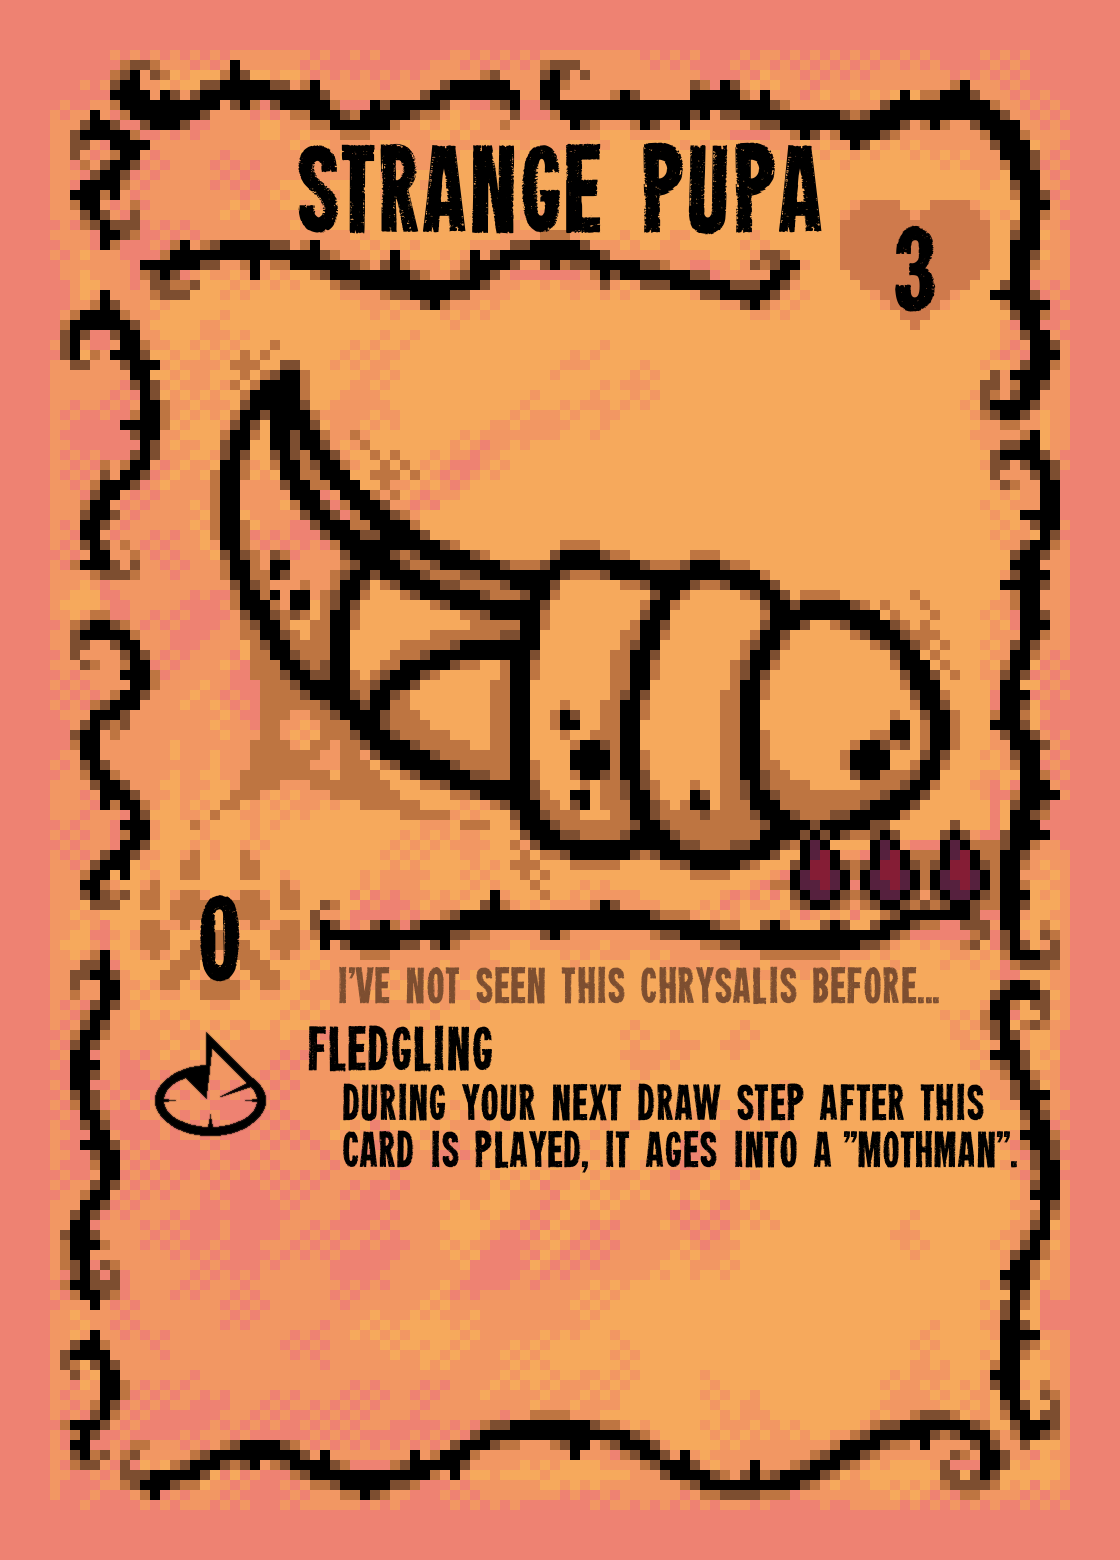 STRANGE PUPA
3
0
I'VE NOT SEEN THIS CHRYSALIS BEFORE...
FLEDGLING
DURING YOUR NEXT DRAW STEP AFTER THIS
CARD IS PLAYED, IT AGES INTO A "MOTHMAN".